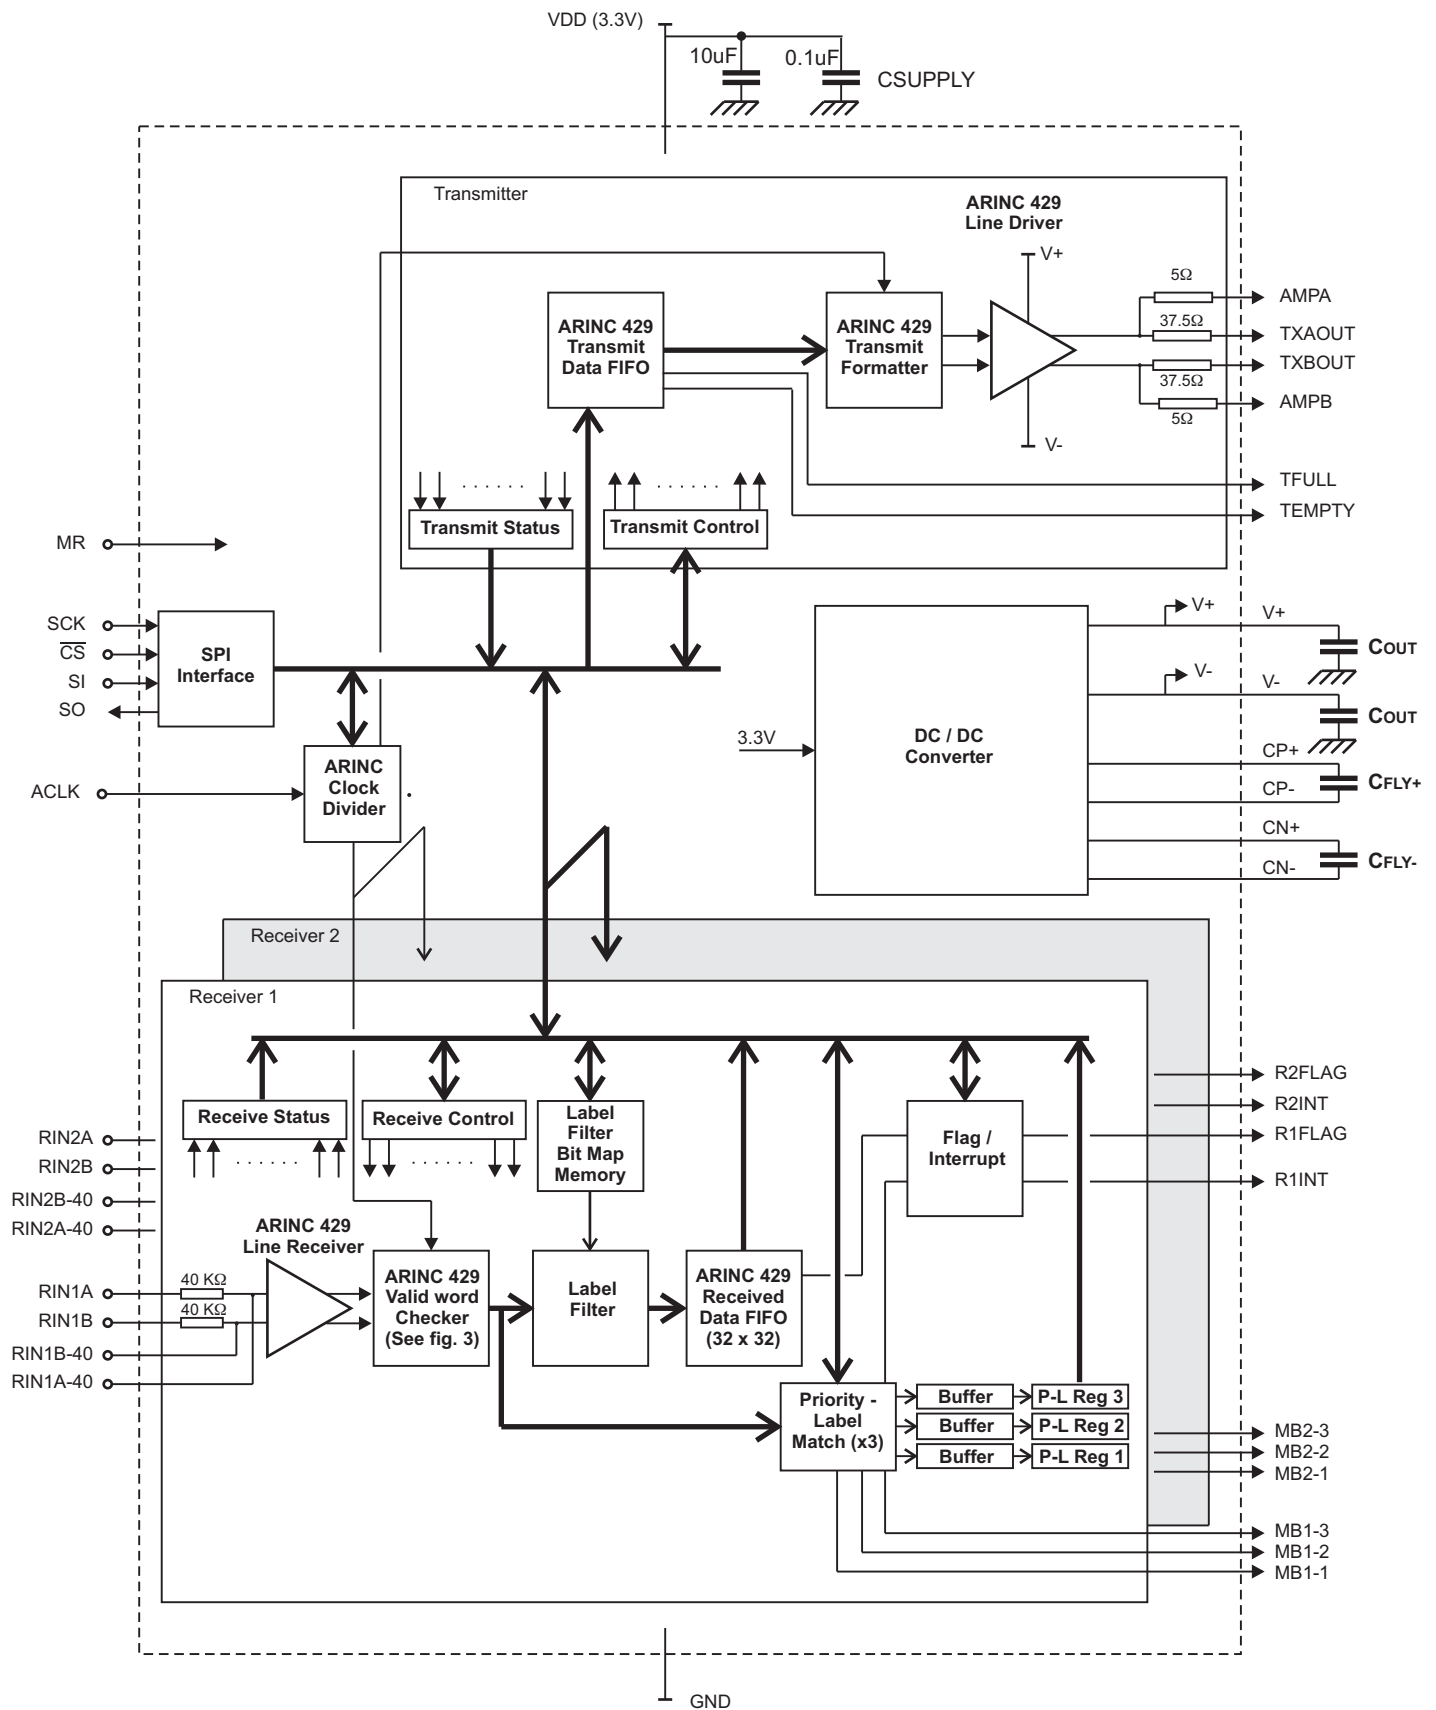 VDD (3.3V)
10uF
0.1uF
CSUPPLY
Transmitter
ARINC 429
Line Driver
V+
5Ω
AMPA
ARINC 429
Transmit
Data FIFO
ARINC 429
Transmit
Formatter
37.5Ω
TXAOUT
TXBOUT
37.5Ω
AMPB
5Ω
V-
TFULL
TEMPTY
. . . . . .
. . . . . .
Transmit Status
Transmit Control
MR
SCK
CS
SI
SO
SPI
Interface
V+
V+
COUT
V-
V-
COUT
3.3V
DC / DC
Converter
CP+
CP-
CFLY+
CN+
CN-
CFLY-
ACLK
ARINC
Clock
Divider
Receiver 2
Receiver 1
R2FLAG
R2INT
R1FLAG
R1INT
Receive Status
Receive Control
. . . . . .
. . . . . .
Label
Filter
Bit Map
Memory
Flag /
Interrupt
RIN2A
RIN2B
RIN2B-40
RIN2A-40
ARINC 429
Line Receiver
RIN1A
40 KΩ
RIN1B
40 KΩ
RIN1B-40
RIN1A-40
ARINC 429
Valid word
Checker
(See fig. 3)
Label
Filter
ARINC 429
Received
Data FIFO
(32 x 32)
Priority -
Label
Match (x3)
Buffer
P-L Reg 3
Buffer
P-L Reg 2
Buffer
P-L Reg 1
MB2-3
MB2-2
MB2-1
MB1-3
MB1-2
MB1-1
GND